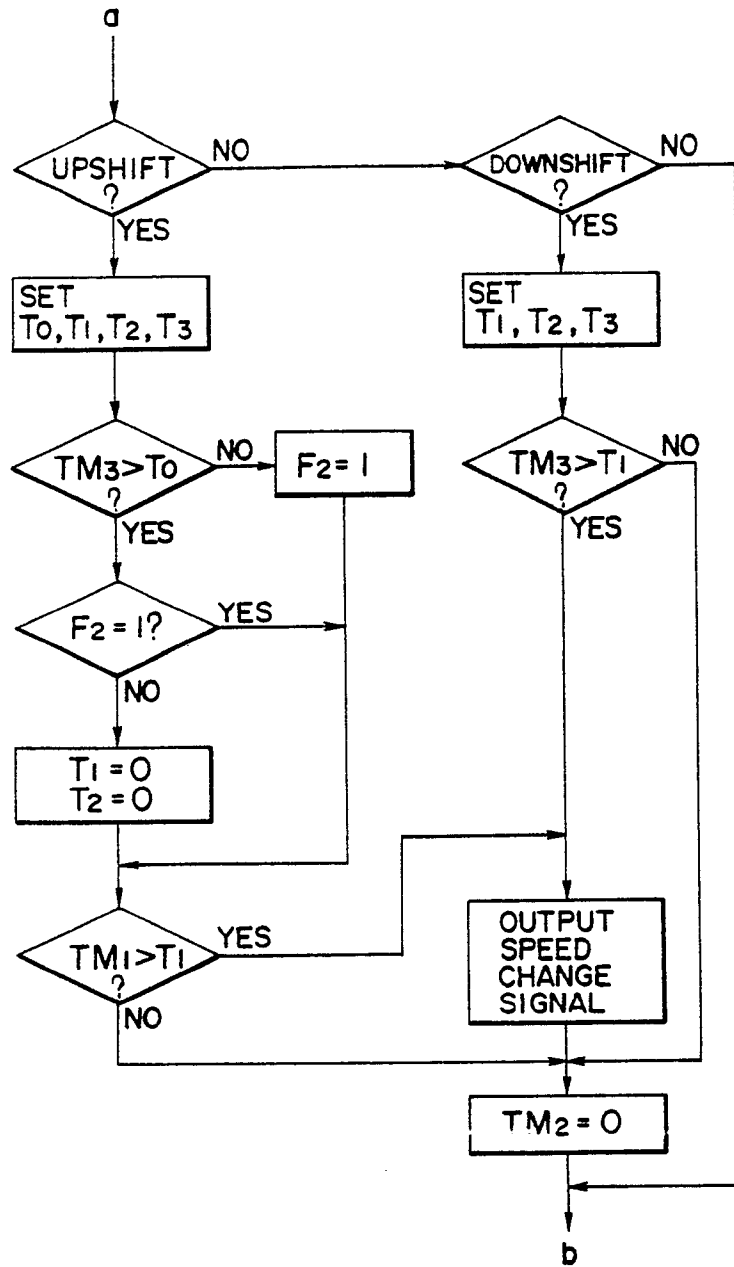 a
UPSHIFT
?
NO
YES
DOWNSHIFT
?
NO
YES
SET
T0, T1, T2, T3
SET
T1, T2, T3
TM3>T0
?
NO
YES
F2=1
TM3>T1
?
NO
YES
F2=1?
YES
NO
T1=0
T2=0
TM1>T1
?
YES
NO
OUTPUT
SPEED
CHANGE
SIGNAL
TM2=0
b